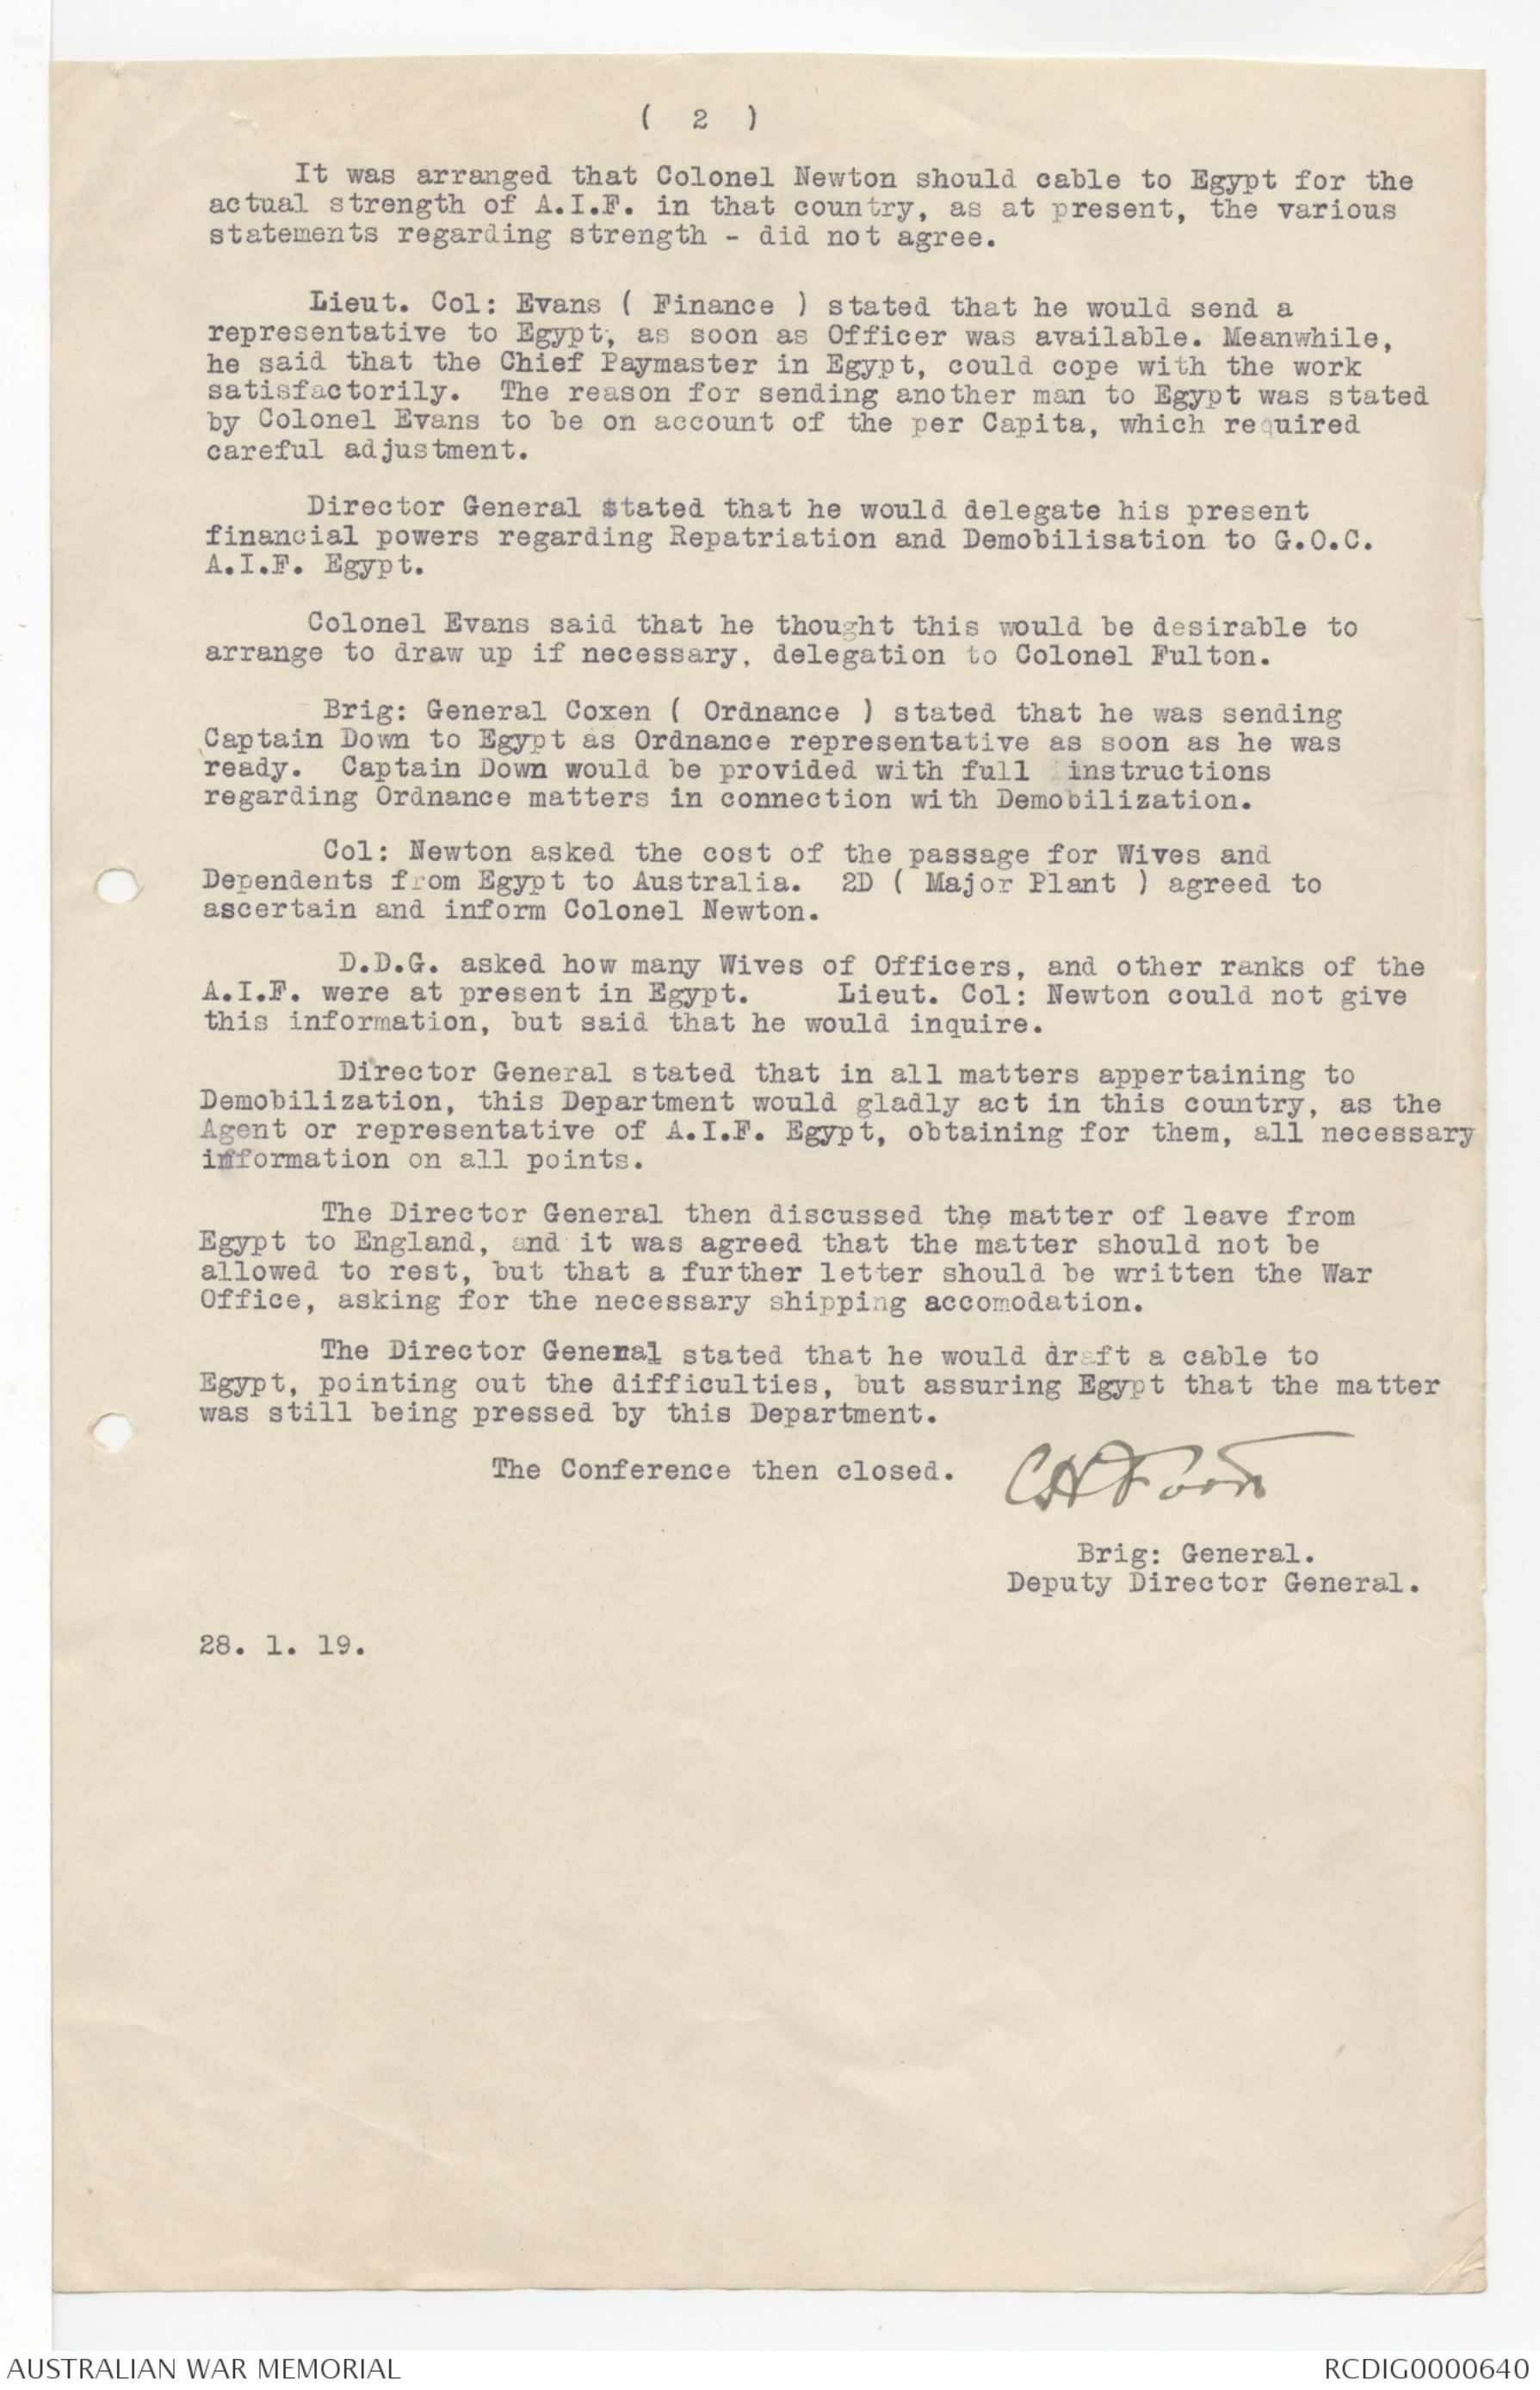 ( 2 )
It was arranged that Colonel Newton should cable to Egypt for the
actual strength of A.I.F. in that country, as at present, the various
statements regarding strength - did not agree.
Lieut. Col: Evans ( Finance ) stated that he would send a
representative to Egypt, as soon as Officer was available. Meanwhile,
he said that the Chief Paymaster in Egypt, could cope with the work
satisfactorily. The reason for sending another man to Egypt was stated
by Colonel Evans to be on account of the per Capita, which required
careful adjustment.
Director General stated that he would delegate his present
financial powers regarding Repatriation and Demobilisation to G.O.C.
A.I.F. Egypt.
Colonel Evans said that he thought this would be desirable to
arrange to draw up if necessary, delegation to Colonel Fulton.
Brig: General Coxen ( Ordnance ) stated that he was sending
Captain Down to Egypt as Ordnance representative as soon as he was
ready. Captain Down would be provided with full instructions
regarding Ordnance matters in connection with Demobilization.
Col: Newton asked the cost of the passage for Wives and
Dependents from Egypt to Australia. 2D ( Major Plant ) agreed to
ascertain and inform Colonel Newton.
D.D.G. asked how many Wives of Officers, and other ranks of the
A.I.F. were at present in Egypt. Lieut. Col: Newton could not give
this information, but said that he would inquire.
Director General stated that in all matters appertaining to
Demobilization, this Department would gladly act in this country, as the
Agent or representative of A.I.F. Egypt, obtaining for them, all necessary
information on all points.
The Director General then discussed the matter of leave from
Egypt to England, and it was agreed that the matter should not be
allowed to rest, but that a further letter should be written the War
Office, asking for the necessary shipping accomodation.
The Director General stated that he would draft a cable to
Egypt, pointing out the difficulties, but assuring Egypt that the matter
was still being pressed by this Department.
The Conference then closed.
CH Foott
Brig: General.
Deputy Director General.
28. 1. 19.
AUSTRALIAN WAR MEMORIAL
RCDIG0000640